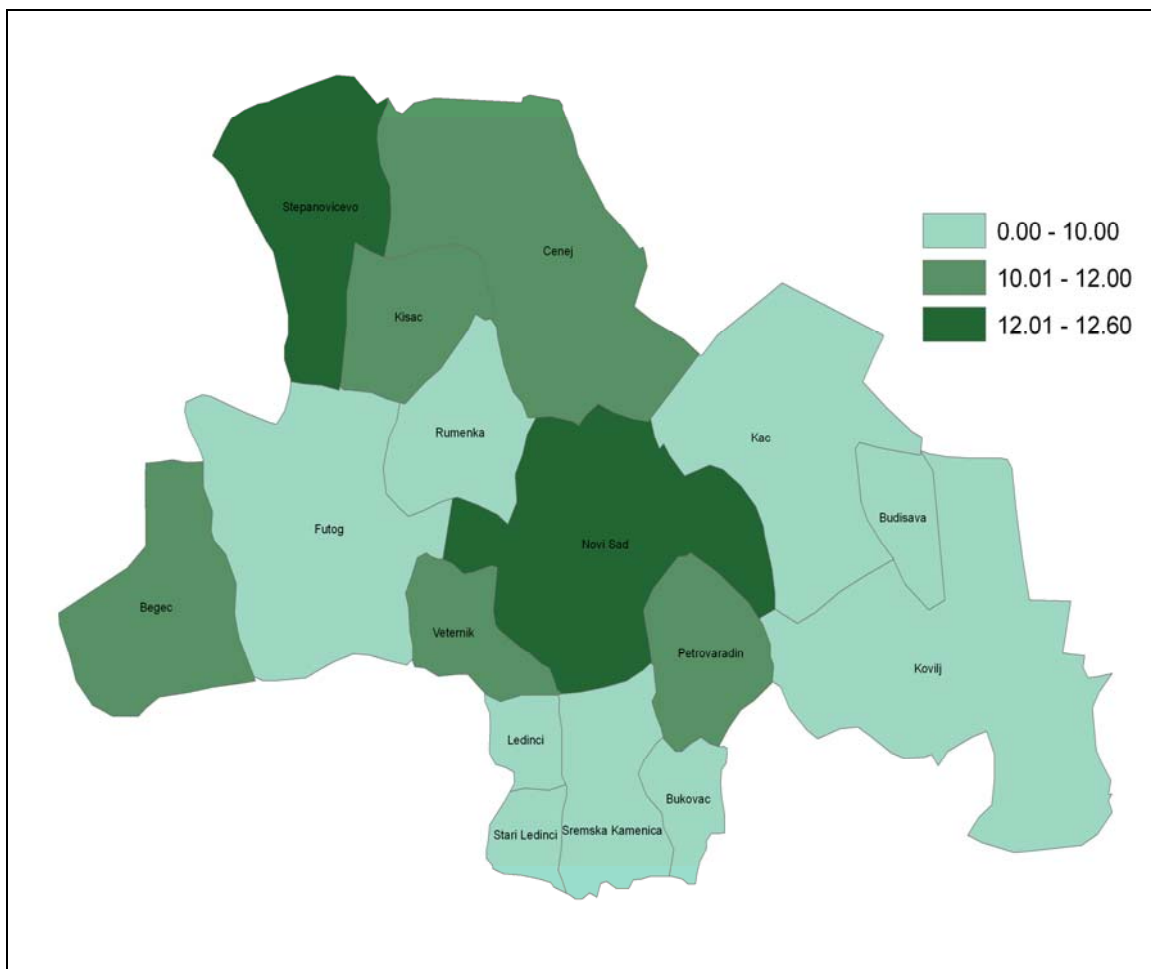 Stepanovicevo
Cenej
0.00 - 10.00
10.01 - 12.00
12.01 - 12.60
Kisac
Rumenka
Kac
Futog
Novi Sad
Budisava
Begec
Veternik
Petrovaradin
Kovilj
Ledinci
Bukovac
Stari Ledinci
Sremska Kamenica